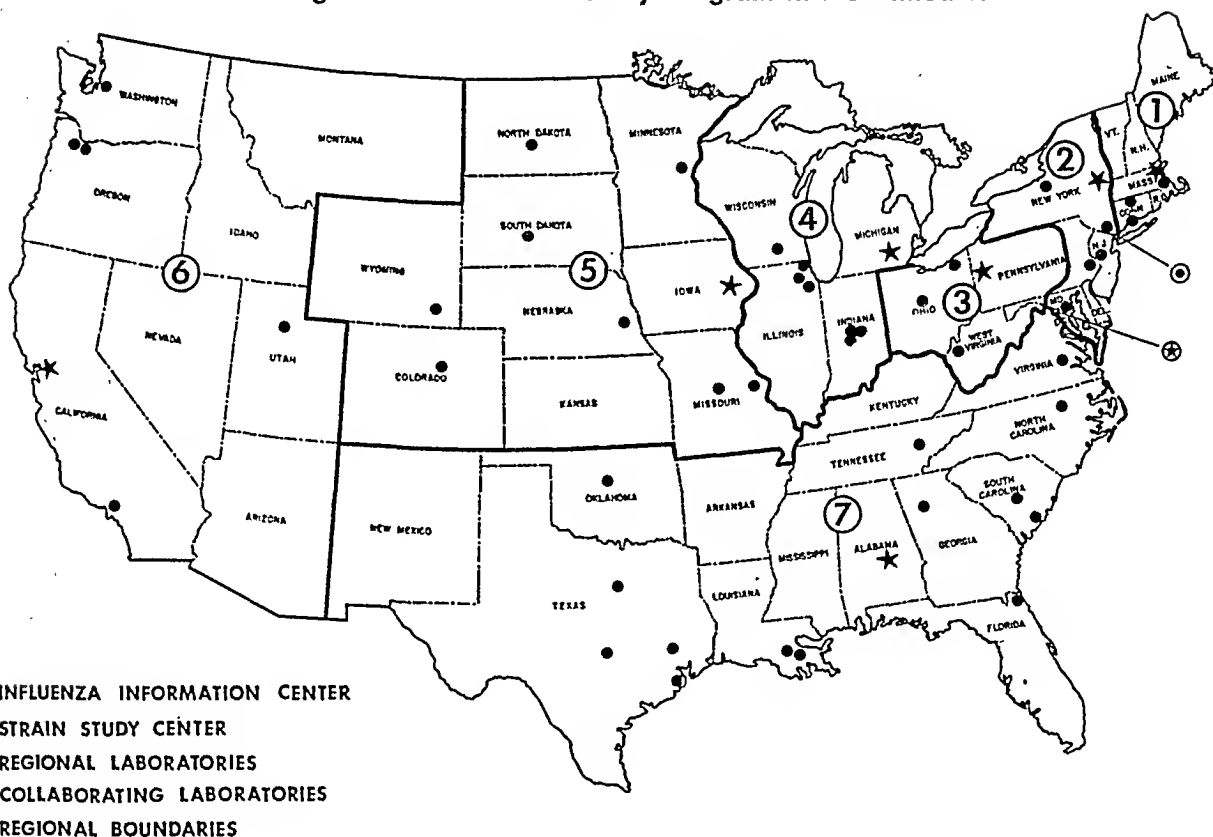 WASHINGTON
MONTANA
NORTH DAKOTA
MINNESOTA
MAINE
1
VT.
N.H.
2
NEW YORK
MASS
CONN
R.I.
OREGON
IDAHO
WYOMING
SOUTH DAKOTA
WISCONSIN
4
MICHIGAN
6
5
IOWA
NEBRASKA
PENNSYLVANIA
N.J.
3
OHIO
MD.
DEL.
NEVADA
UTAH
COLORADO
ILLINOIS
INDIANA
WEST VIRGINIA
VIRGINIA
CALIFORNIA
KANSAS
MISSOURI
KENTUCKY
NORTH CAROLINA
TENNESSEE
SOUTH CAROLINA
ARIZONA
NEW MEXICO
OKLAHOMA
ARKANSAS
7
MISSISSIPPI
ALABAMA
GEORGIA
TEXAS
LOUISIANA
FLORIDA
INFLUENZA INFORMATION CENTER
STRAIN STUDY CENTER
REGIONAL LABORATORIES
COLLABORATING LABORATORIES
REGIONAL BOUNDARIES